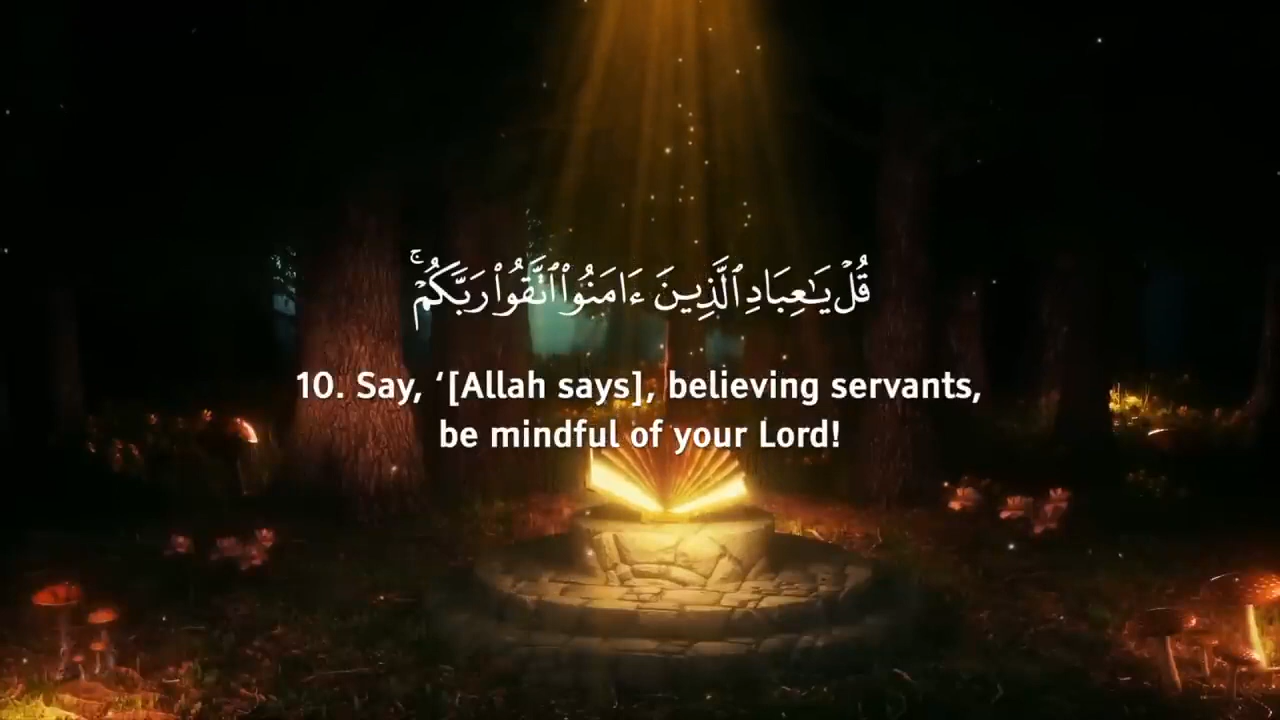 قُلْ يَـٰعِبَادِ ٱلَّذِينَ ءَامَنُوا۟ ٱتَّقُوا۟ رَبَّكُمْ ۚ
10. Say, ‘[Allah says], believing servants,
be mindful of your Lord!